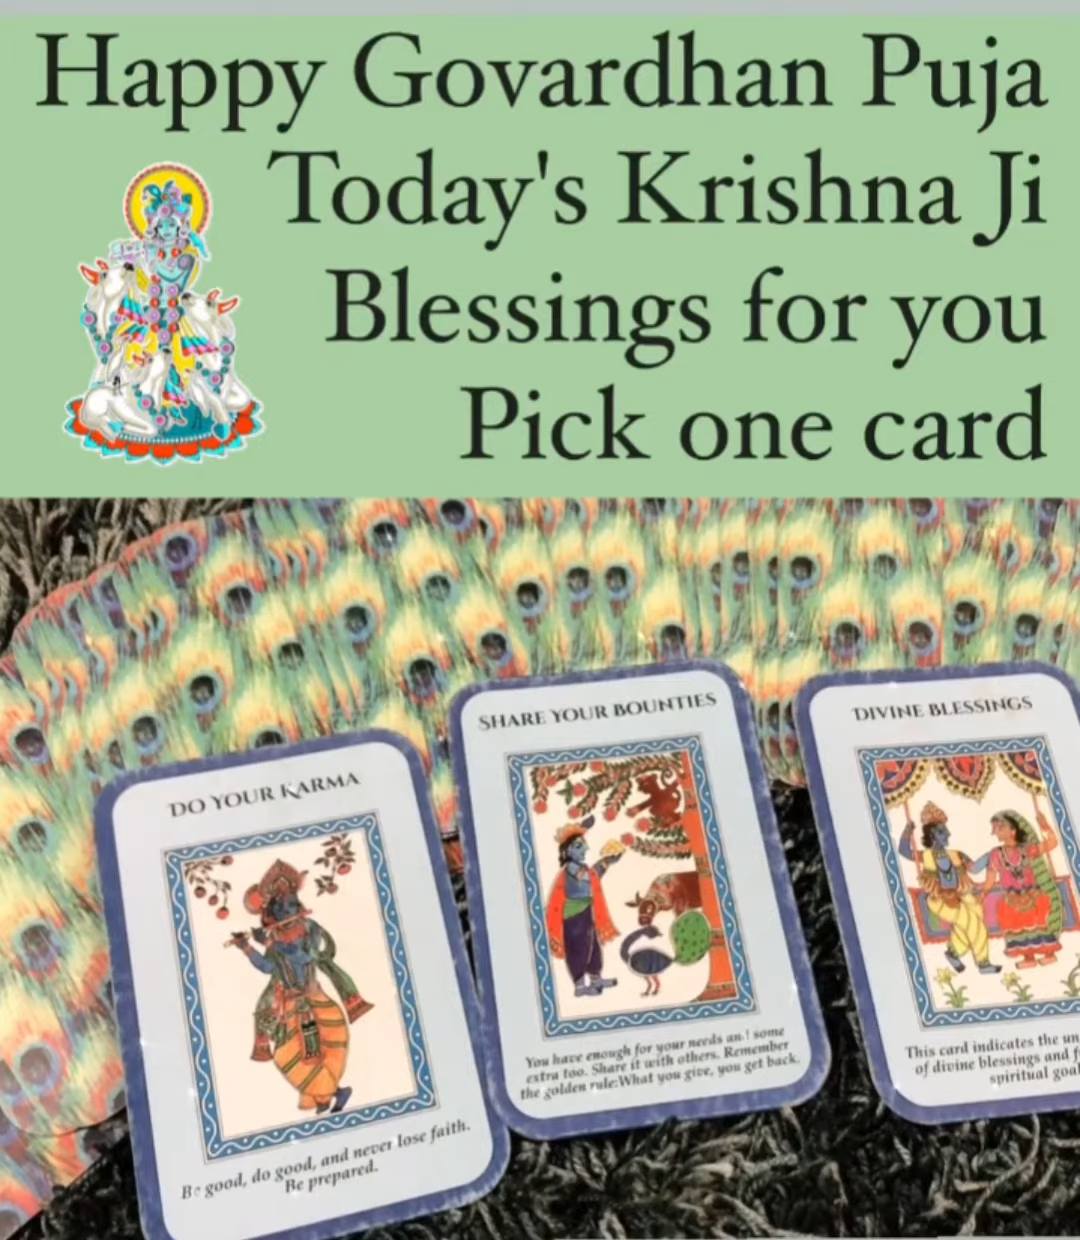 Happy Govardhan Puja
Today's Krishna Ji
Blessings for you
Pick one card
DO YOUR KARMA
Be good, do good, and never lose faith.
Be prepared.
SHARE YOUR BOUNTIES
You have enough for your needs and some
extra too. Share it with others. Remember
the golden rule:What you give, you get back.
DIVINE BLESSINGS
This card indicates the
of divine blessings and
spiritual